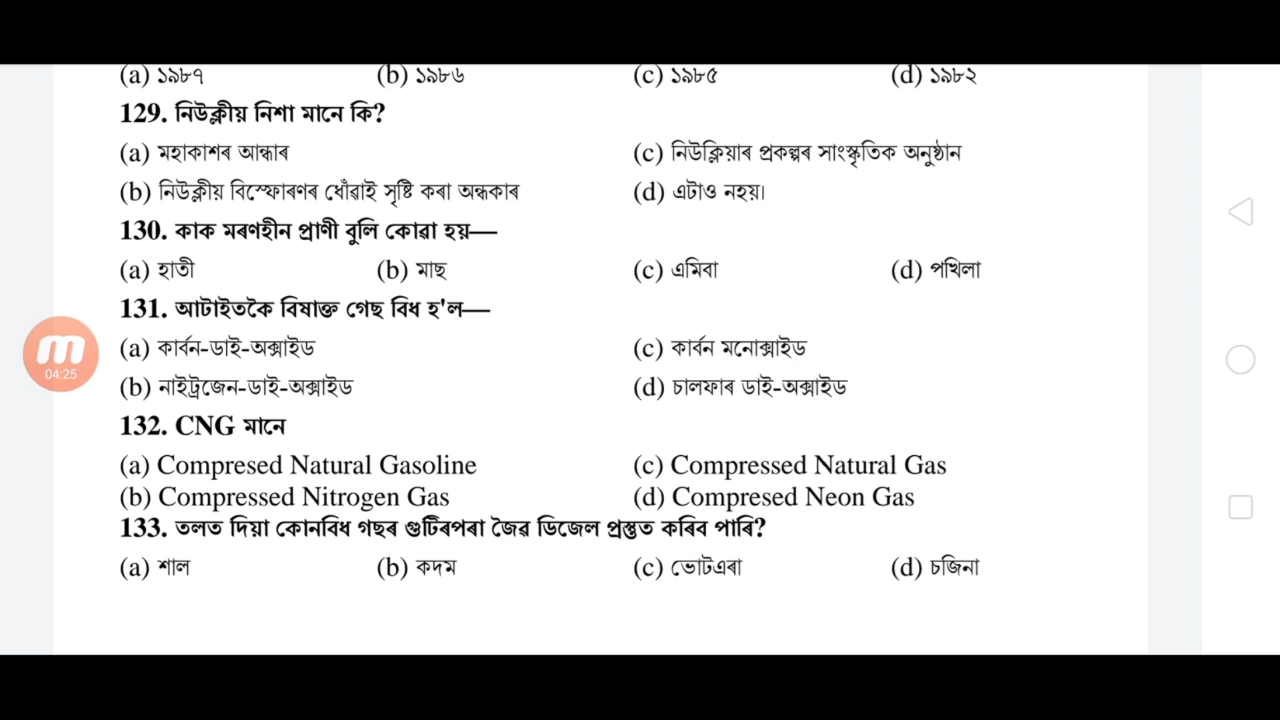 (a) ১৯৮৭ (b) ১৯৮৬ (c) ১৯৮৫ (d) ১৯৮২
129. নিউক্লীয় নিশা মানে কি?
(a) মহাকাশৰ আন্ধাৰ (c) নিউক্লিয়াৰ প্ৰকল্পৰ সাংস্কৃতিক অনুষ্ঠান
(b) নিউক্লীয় বিস্ফোৰণৰ ধোঁৱাই সৃষ্টি কৰা অন্ধকাৰ (d) এটাও নহয়।
130. কাক মৰণহীন প্ৰাণী বুলি কোৱা হয়—
(a) হাতী (b) মাছ (c) এমিবা (d) পখিলা
131. আটাইতকৈ বিষাক্ত গেছ বিধ হ'ল—
(a) কাৰ্বন-ডাই-অক্সাইড (c) কাৰ্বন মনোক্সাইড
(b) নাইট্ৰজেন-ডাই-অক্সাইড (d) চালফাৰ ডাই-অক্সাইড
132. CNG মানে
(a) Compresed Natural Gasoline (c) Compressed Natural Gas
(b) Compressed Nitrogen Gas (d) Compresed Neon Gas
133. তলত দিয়া কোনবিধ গছৰ গুটিৰপৰা জৈৱ ডিজেল প্ৰস্তুত কৰিব পাৰি?
(a) শাল (b) কদম (c) ভোটএৰা (d) চজিনা
m
04:25